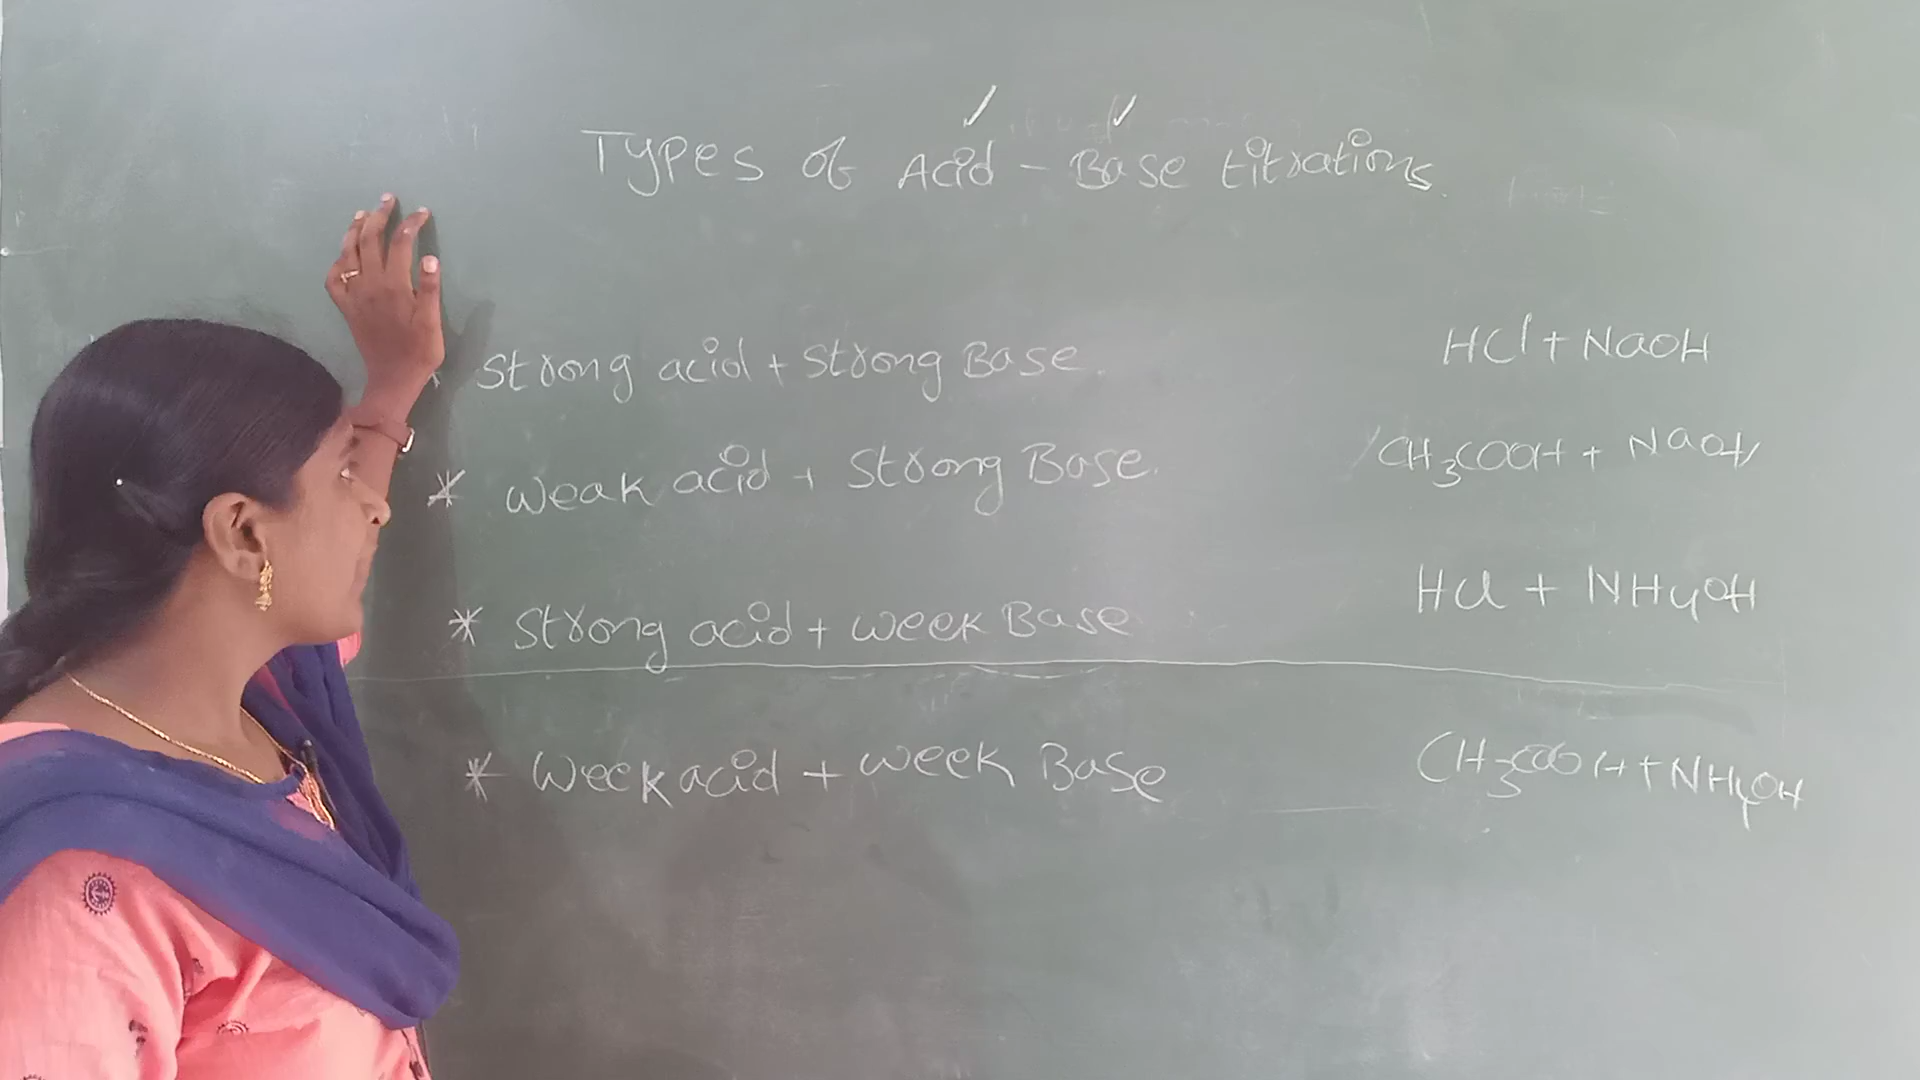 Types of Acid - Base titrations.
Strong acid + Strong Base. HCl + NaOH
* Weak acid + Strong Base. CH3COOH + NaOH
* Strong acid + week Base HCl + NH4OH
* Week acid + week Base CH3COOH + NH4OH